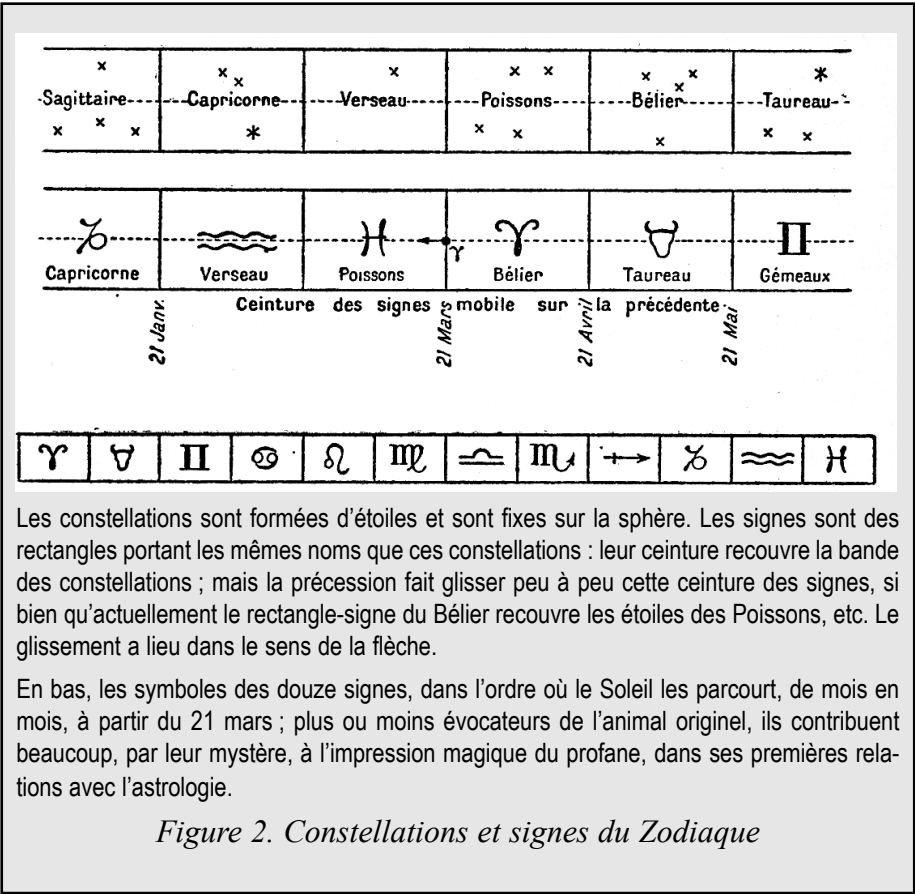 Sagittaire Capricorne Verseau Poissons Bélier Taureau
♑ ♒ ♓ ♈ ♉ ♊
♈
Capricorne Verseau Poissons Bélier Taureau Gémeaux
Ceinture des signes mobile sur la précédente
21 Janv. 21 Mars 21 Avril 21 Mai
♈ ♉ ♊ ♋ ♌ ♍ ♎ ♏ ♐ ♑ ♒ ♓
Les constellations sont formées d’étoiles et sont fixes sur la sphère. Les signes sont des
rectangles portant les mêmes noms que ces constellations : leur ceinture recouvre la bande
des constellations ; mais la précession fait glisser peu à peu cette ceinture des signes, si
bien qu’actuellement le rectangle-signe du Bélier recouvre les étoiles des Poissons, etc. Le
glissement a lieu dans le sens de la flèche.
En bas, les symboles des douze signes, dans l’ordre où le Soleil les parcourt, de mois en
mois, à partir du 21 mars ; plus ou moins évocateurs de l’animal originel, ils contribuent
beaucoup, par leur mystère, à l’impression magique du profane, dans ses premières rela-
tions avec l’astrologie.
Figure 2. Constellations et signes du Zodiaque